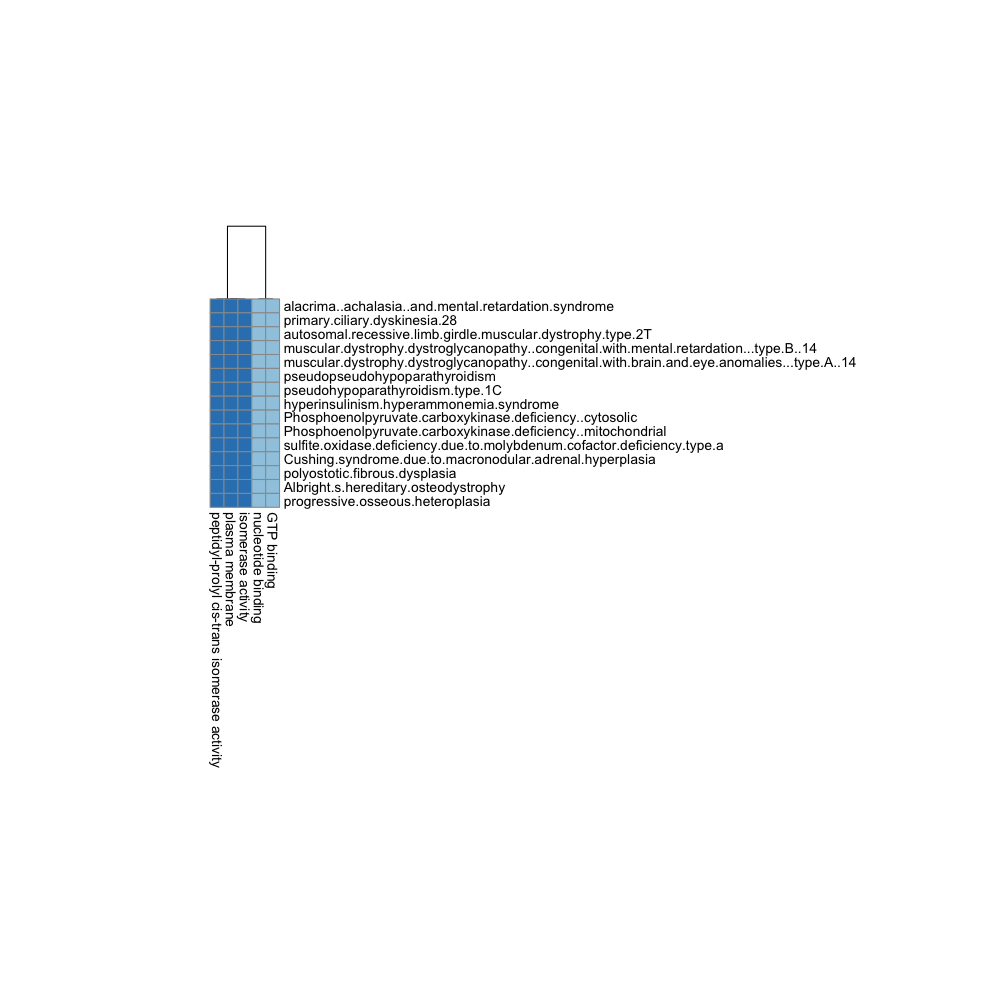 alacrima..achalasia..and.mental.retardation.syndrome
primary.ciliary.dyskinesia.28
autosomal.recessive.limb.girdle.muscular.dystrophy.type.2T
muscular.dystrophy.dystroglycanopathy..congenital.with.mental.retardation...type.B..14
muscular.dystrophy.dystroglycanopathy..congenital.with.brain.and.eye.anomalies...type.A..14
pseudopseudohypoparathyroidism
pseudohypoparathyroidism.type.1C
hyperinsulinism.hyperammonemia.syndrome
Phosphoenolpyruvate.carboxykinase.deficiency..cytosolic
Phosphoenolpyruvate.carboxykinase.deficiency..mitochondrial
sulfite.oxidase.deficiency.due.to.molybdenum.cofactor.deficiency.type.a
Cushing.syndrome.due.to.macronodular.adrenal.hyperplasia
polyostotic.fibrous.dysplasia
Albright.s.hereditary.osteodystrophy
progressive.osseous.heteroplasia
peptidyl-prolyl cis-trans isomerase activity
plasma membrane
isomerase activity
nucleotide binding
GTP binding